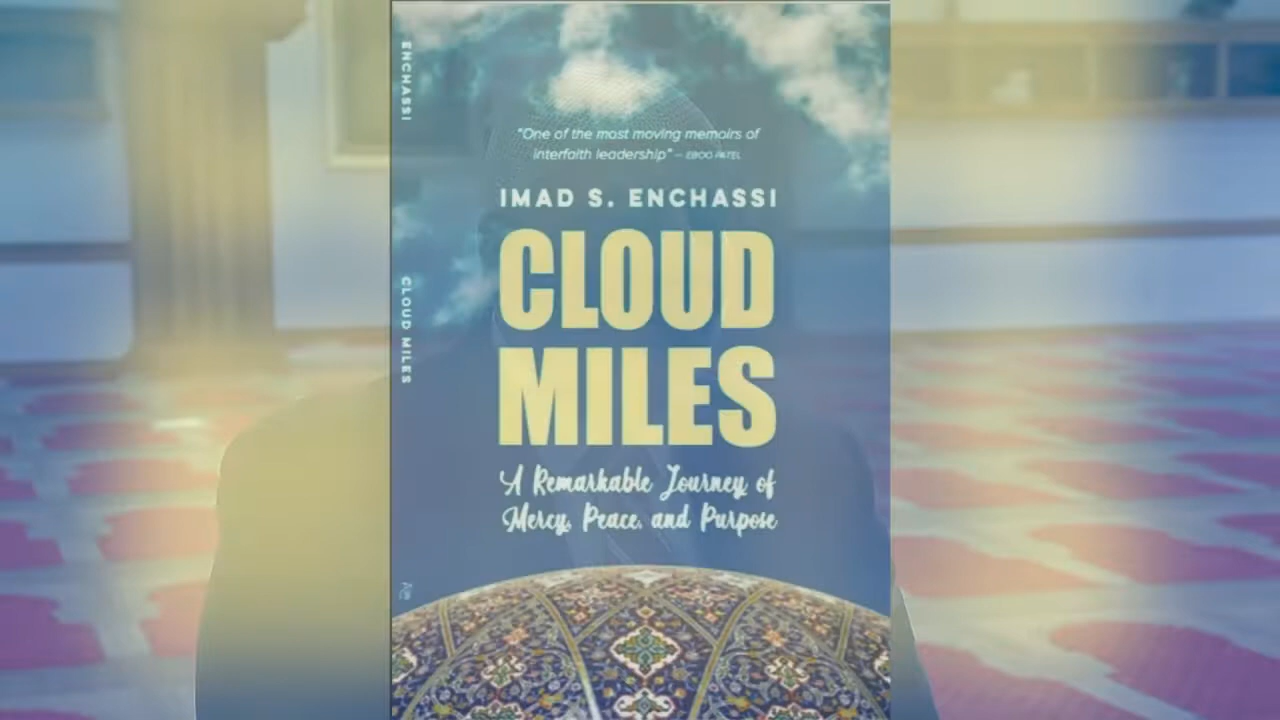 ENCHASSI
CLOUD MILES
"One of the most moving memoirs of
interfaith leadership" – EBOO PATEL
IMAD S. ENCHASSI
CLOUD
MILES
A Remarkable Journey of
Mercy, Peace, and Purpose